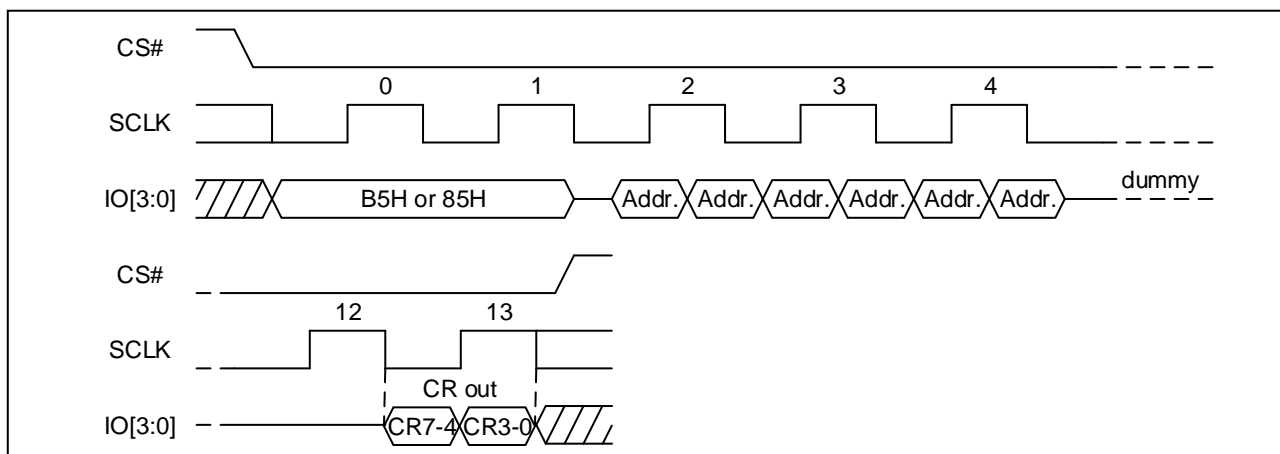 CS#
0 1 2 3 4
SCLK
IO[3:0] B5H or 85H Addr. Addr. Addr. Addr. Addr. Addr. dummy
CS#
12 13
SCLK
CR out
IO[3:0] CR7-4 CR3-0